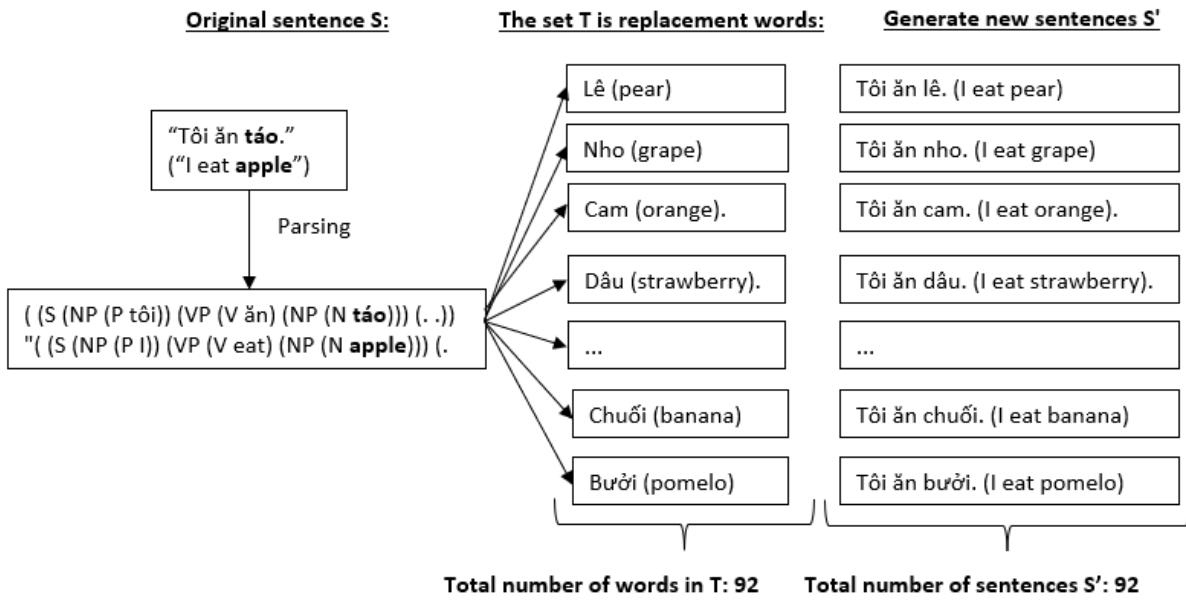 Original sentence S:
The set T is replacement words:
Generate new sentences S'
“Tôi ăn táo.”
(“I eat apple”)
Parsing
( (S (NP (P tôi)) (VP (V ăn) (NP (N táo))) (. .))
"( (S (NP (P I)) (VP (V eat) (NP (N apple))) (.
Lê (pear)
Nho (grape)
Cam (orange).
Dâu (strawberry).
...
Chuối (banana)
Bưởi (pomelo)
Tôi ăn lê. (I eat pear)
Tôi ăn nho. (I eat grape)
Tôi ăn cam. (I eat orange).
Tôi ăn dâu. (I eat strawberry).
...
Tôi ăn chuối. (I eat banana)
Tôi ăn bưởi. (I eat pomelo)
Total number of words in T: 92
Total number of sentences S’: 92